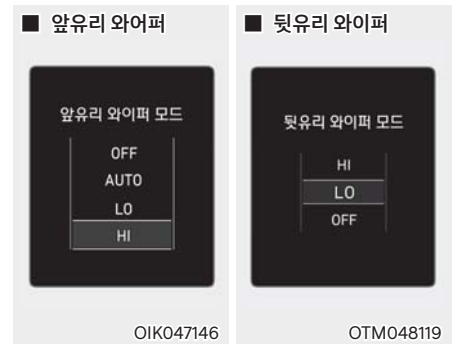 ■ 앞유리 와어퍼
앞유리 와이퍼 모드
OFF
AUTO
LO
HI
OIK047146
■ 뒷유리 와이퍼
뒷유리 와이퍼 모드
HI
LO
OFF
OTM048119